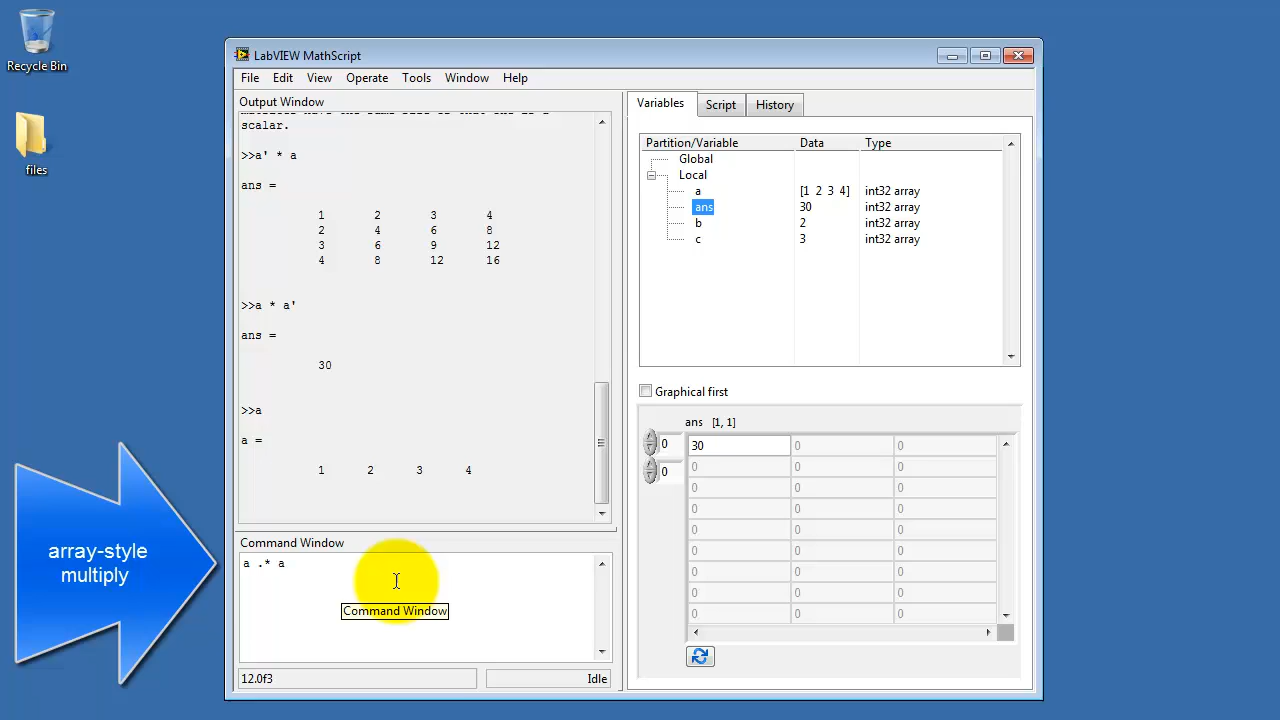 Recycle Bin
files
LabVIEW MathScript
File Edit View Operate Tools Window Help
Output Window
scalar.
>>a' * a
ans =
1 2 3 4
2 4 6 8
3 6 9 12
4 8 12 16
>>a * a'
ans =
30
>>a
a =
1 2 3 4
Command Window
a .* a
Command Window
12.0f3
Idle
array-style
multiply
Variables Script History
Partition/Variable Data Type
Global
Local
a [1 2 3 4] int32 array
ans 30 int32 array
b 2 int32 array
c 3 int32 array
Graphical first
ans [1, 1]
0 30 0 0
0 0 0 0
0 0 0
0 0 0
0 0 0
0 0 0
0 0 0
0 0 0
0 0 0